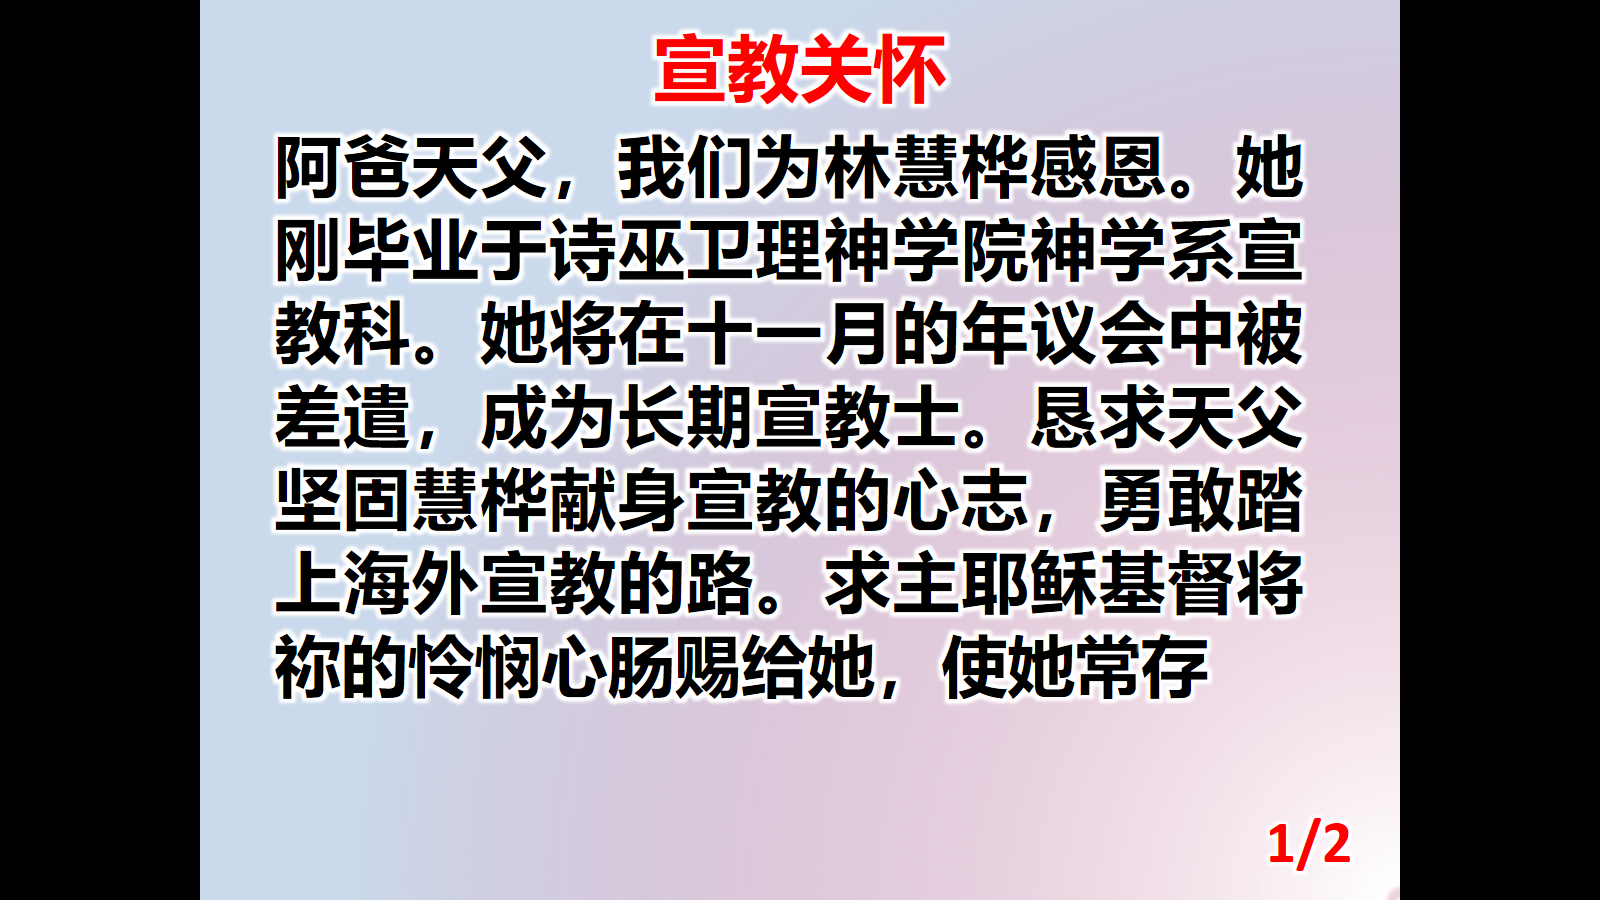 宣教关怀
阿爸天父，我们为林慧桦感恩。她
刚毕业于诗巫卫理神学院神学系宣
教科。她将在十一月的年议会中被
差遣，成为长期宣教士。恳求天父
坚固慧桦献身宣教的心志，勇敢踏
上海外宣教的路。求主耶稣基督将
祢的怜悯心肠赐给她，使她常存
1/2